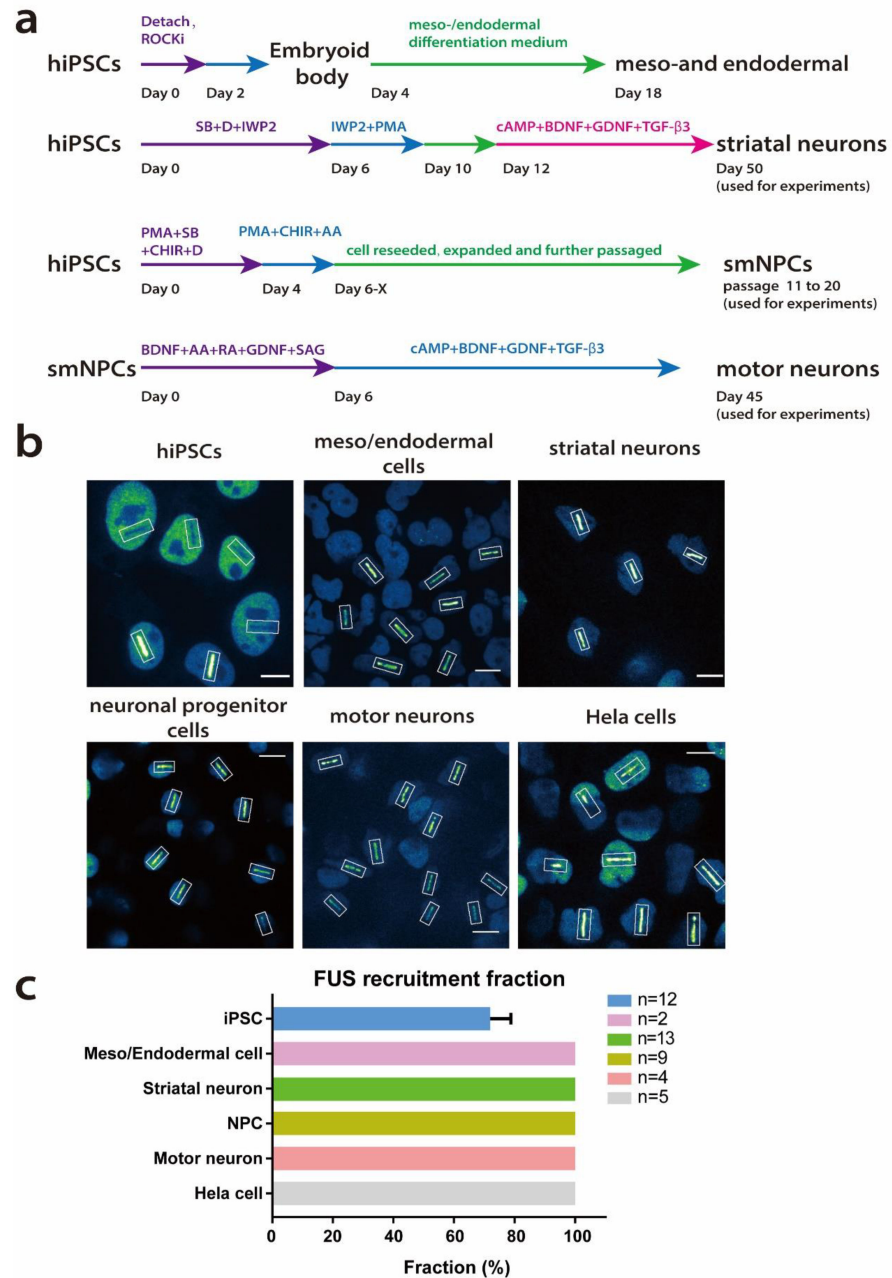 a
Detach,
ROCKi
hiPSCs
Embryoid
body
meso-/endodermal
differentiation medium
meso-and endodermal
Day 0
Day 2
Day 4
Day 18
hiPSCs
SB+D+IWP2
IWP2+PMA
cAMP+BDNF+GDNF+TGF-β3
striatal neurons
Day 0
Day 6
Day 10
Day 12
Day 50
(used for experiments)
hiPSCs
PMA+SB
+CHIR+D
PMA+CHIR+AA
cell reseeded, expanded and further passaged
smNPCs
Day 0
Day 4
Day 6-X
passage 11 to 20
(used for experiments)
smNPCs
BDNF+AA+RA+GDNF+SAG
cAMP+BDNF+GDNF+TGF-β3
motor neurons
Day 0
Day 6
Day 45
(used for experiments)
b
hiPSCs
meso/endodermal
cells
striatal neurons
neuronal progenitor
cells
motor neurons
Hela cells
c
FUS recruitment fraction
iPSC
Meso/Endodermal cell
Striatal neuron
NPC
Motor neuron
Hela cell
0
20
40
60
80
100
Fraction (%)
n=12
n=2
n=13
n=9
n=4
n=5